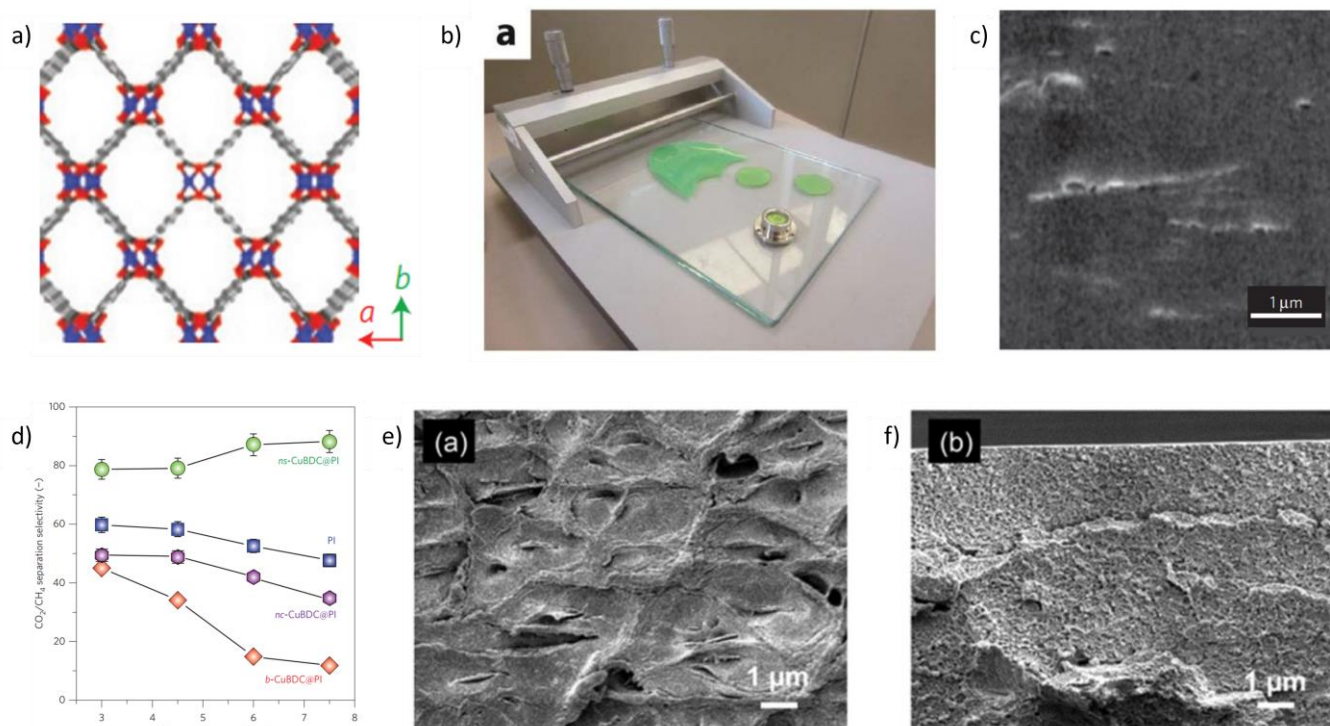 a)
b
a
b)
a
c)
1 µm
d)
100
80
60
40
20
0
CO₂/CH₄ separation selectivity (–)
ns-CuBDC@PI
PI
nc-CuBDC@PI
b-CuBDC@PI
3 4 5 6 7 8
e)
(a)
1 µm
f)
(b)
1 µm